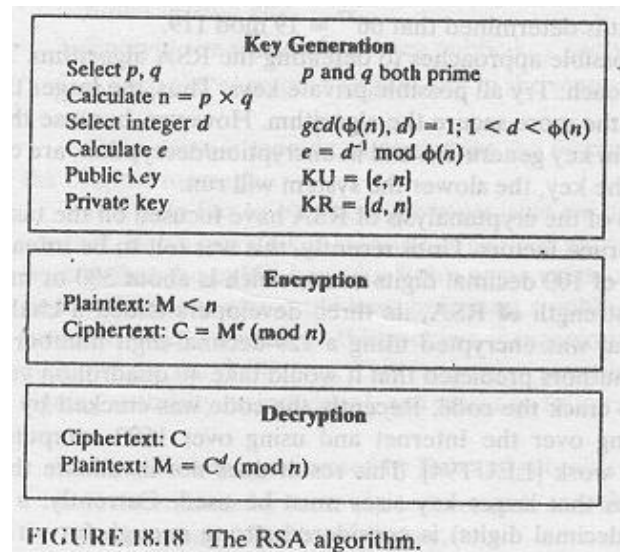 Key Generation
Select p, q p and q both prime
Calculate n = p × q
Select integer d gcd(ϕ(n), d) = 1; 1 < d < ϕ(n)
Calculate e e = d⁻¹ mod ϕ(n)
Public key KU = {e, n}
Private key KR = {d, n}
Encryption
Plaintext: M < n
Ciphertext: C = Mᵉ (mod n)
Decryption
Ciphertext: C
Plaintext: M = Cᵈ (mod n)
FIGURE 18.18 The RSA algorithm.